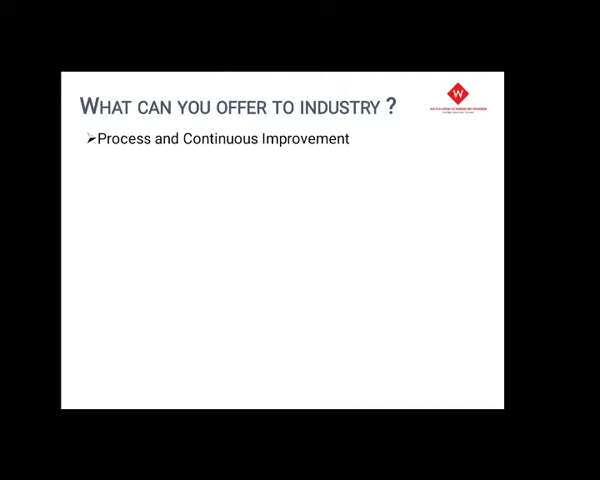 WHAT CAN YOU OFFER TO INDUSTRY ?
W
➢Process and Continuous Improvement